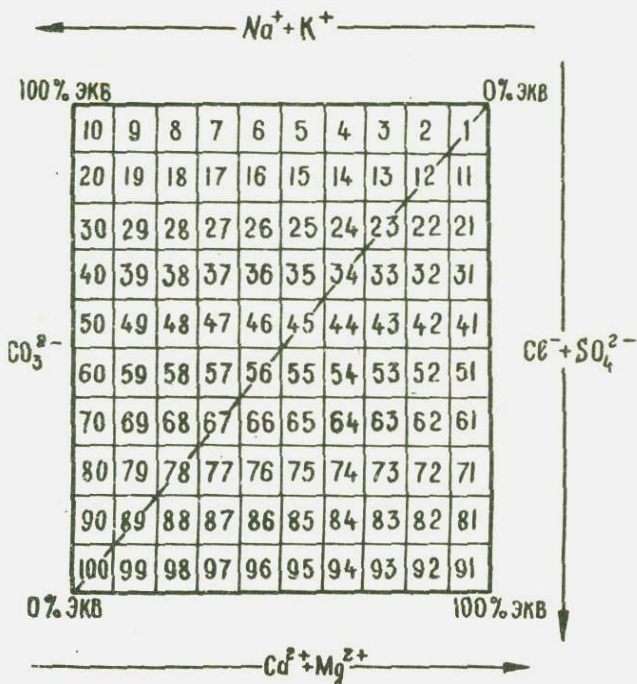 Na⁺+K⁺
100% ЭКВ 0% ЭКВ
10 9 8 7 6 5 4 3 2 1
20 19 18 17 16 15 14 13 12 11
30 29 28 27 26 25 24 23 22 21
40 39 38 37 36 35 34 33 32 31
50 49 48 47 46 45 44 43 42 41
CO₃²⁻ Cl⁻+SO₄²⁻
60 59 58 57 56 55 54 53 52 51
70 69 68 67 66 65 64 63 62 61
80 79 78 77 76 75 74 73 72 71
90 89 88 87 86 85 84 83 82 81
100 99 98 97 96 95 94 93 92 91
0% ЭКВ 100% ЭКВ
Ca²⁺+Mg²⁺